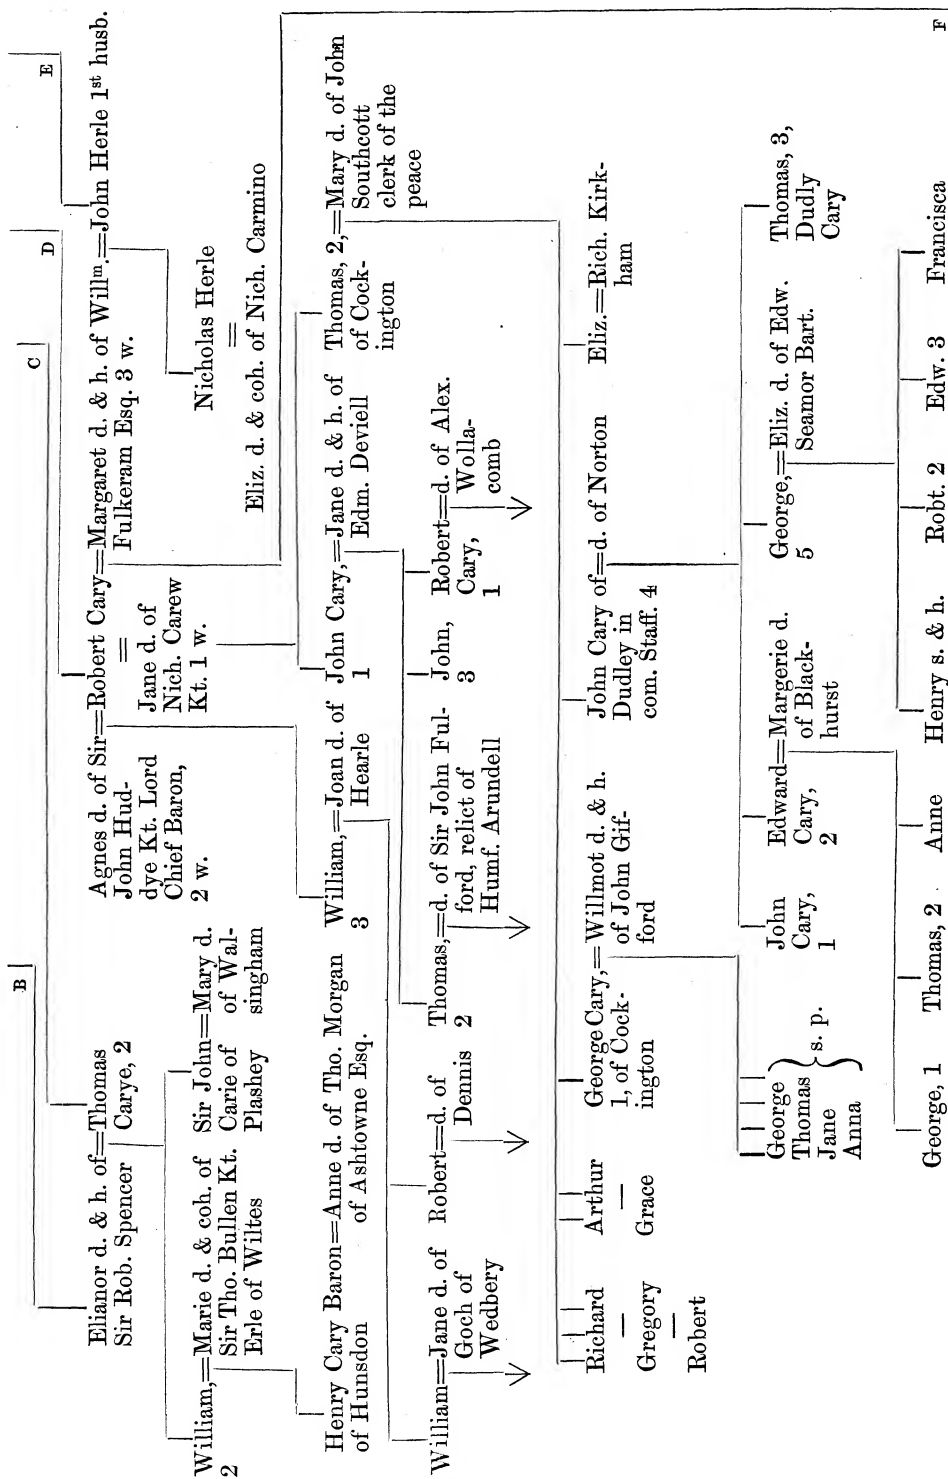 B
C
D
E
Elianor d. & h. of=Thomas
Sir Rob. Spencer Carye, 2
Agnes d. of Sir=Robert Cary=Margaret d. & h. of Willᵐ.=John Herle 1ˢᵗ husb.
John Hud-
dye Kt. Lord
Chief Baron,
2 w.
=
Jane d. of
Nich. Carew
Kt. 1 w.
Fulkeram Esq. 3 w.
William,=Marie d. & coh. of
2
Sir Tho. Bullen Kt.
Erle of Wiltes
Sir John=Mary d.
Carie of of Wal-
Plashey singham
Nicholas Herle
=
Eliz. d. & coh. of Nich. Carmino
Henry Cary Baron=Anne d. of Tho. Morgan
of Hunsdon of Ashtowne Esq.
William,=Joan d. of
3 Hearle
John Cary,=Jane d. & h. of
1 Edm. Deviell
Thomas, 2,=Mary d. of John
of Cock- Southcott
ington clerk of the
peace
William=Jane d. of
Goch of
Wedbery
Robert=d. of
Dennis
Thomas,=d. of Sir John Ful-
2 ford, relict of
Humf. Arundell
John,
3
Robert=d. of Alex.
Cary, Wolla-
1 comb
Richard
—
Gregory
—
Robert
Arthur
—
Grace
George Cary,=Willmot d. & h.
1, of Cock- of John Gif-
ington ford
John Cary of=d. of Norton
Dudley in
com. Staff. 4
Eliz.=Rich. Kirk-
ham
George
Thomas
Jane
Anna
} s. p.
John
Cary,
1
Edward=Margerie d.
Cary, of Black-
2 hurst
George,=Eliz. d. of Edw.
5 Seamor Bart.
Thomas, 3,
Dudly
Cary
George, 1 Thomas, 2 Anne Henry s. & h. Robt. 2 Edw. 3 Francisca
F